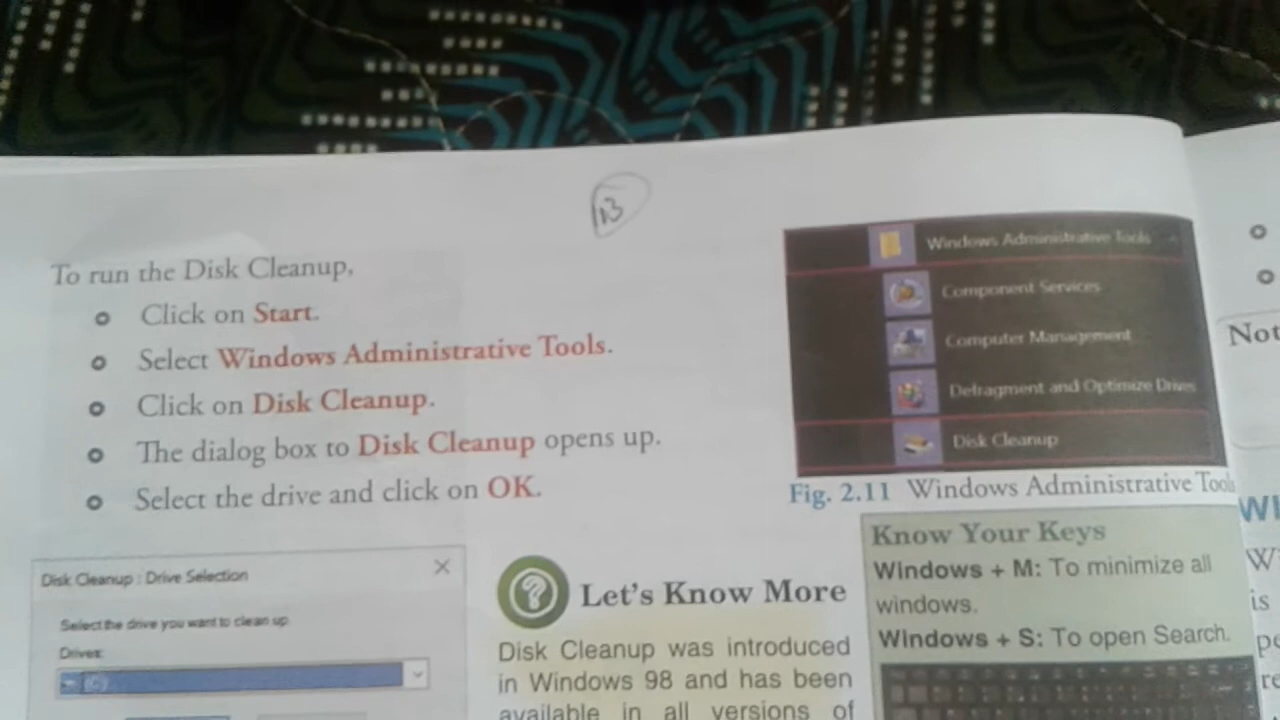 13
To run the Disk Cleanup,
Click on Start.
Select Windows Administrative Tools.
Click on Disk Cleanup.
The dialog box to Disk Cleanup opens up.
Select the drive and click on OK.
Windows Administrative Tools
Component Services
Computer Management
Defragment and Optimize Drives
Disk Cleanup
Fig. 2.11 Windows Administrative Tools
Disk Cleanup : Drive Selection
Select the drive you want to clean up.
Drives:
(C:)
Let's Know More
Disk Cleanup was introduced
in Windows 98 and has been
available in all versions of
Know Your Keys
Windows + M: To minimize all
windows.
Windows + S: To open Search.
Not
Wi
is